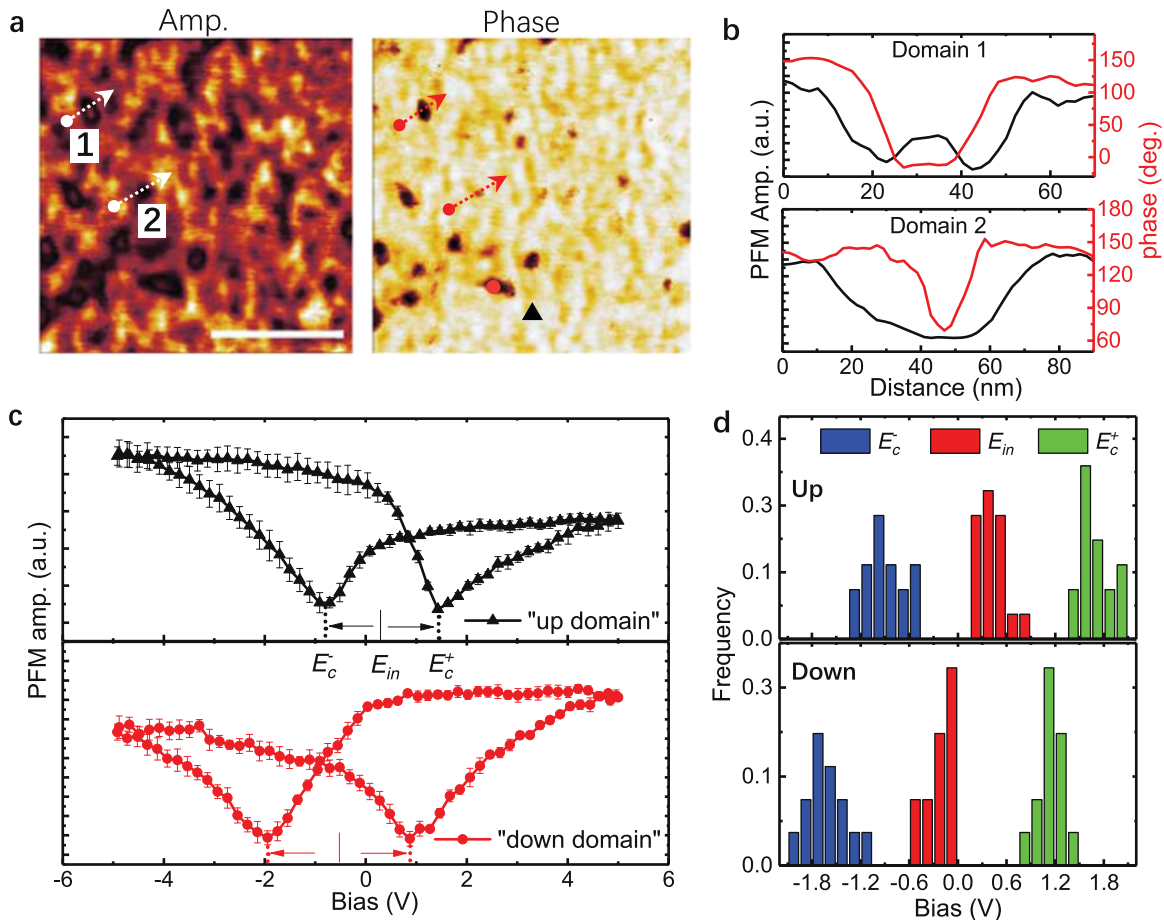 a
Amp.
Phase
1
2
b
Domain 1
Domain 2
PFM Amp. (a.u.)
phase (deg.)
150
100
50
0
0 20 40 60
180
150
120
90
60
0 20 40 60 80
Distance (nm)
c
PFM amp. (a.u.)
"up domain"
E_c^- E_in E_c^+
"down domain"
-6 -4 -2 0 2 4 6
Bias (V)
d
Frequency
E_c^- E_in E_c^+
Up
0.4
0.3
0.1
0.0
Down
0.3
0.1
0.0
-1.8 -1.2 -0.6 0.0 0.6 1.2 1.8
Bias (V)